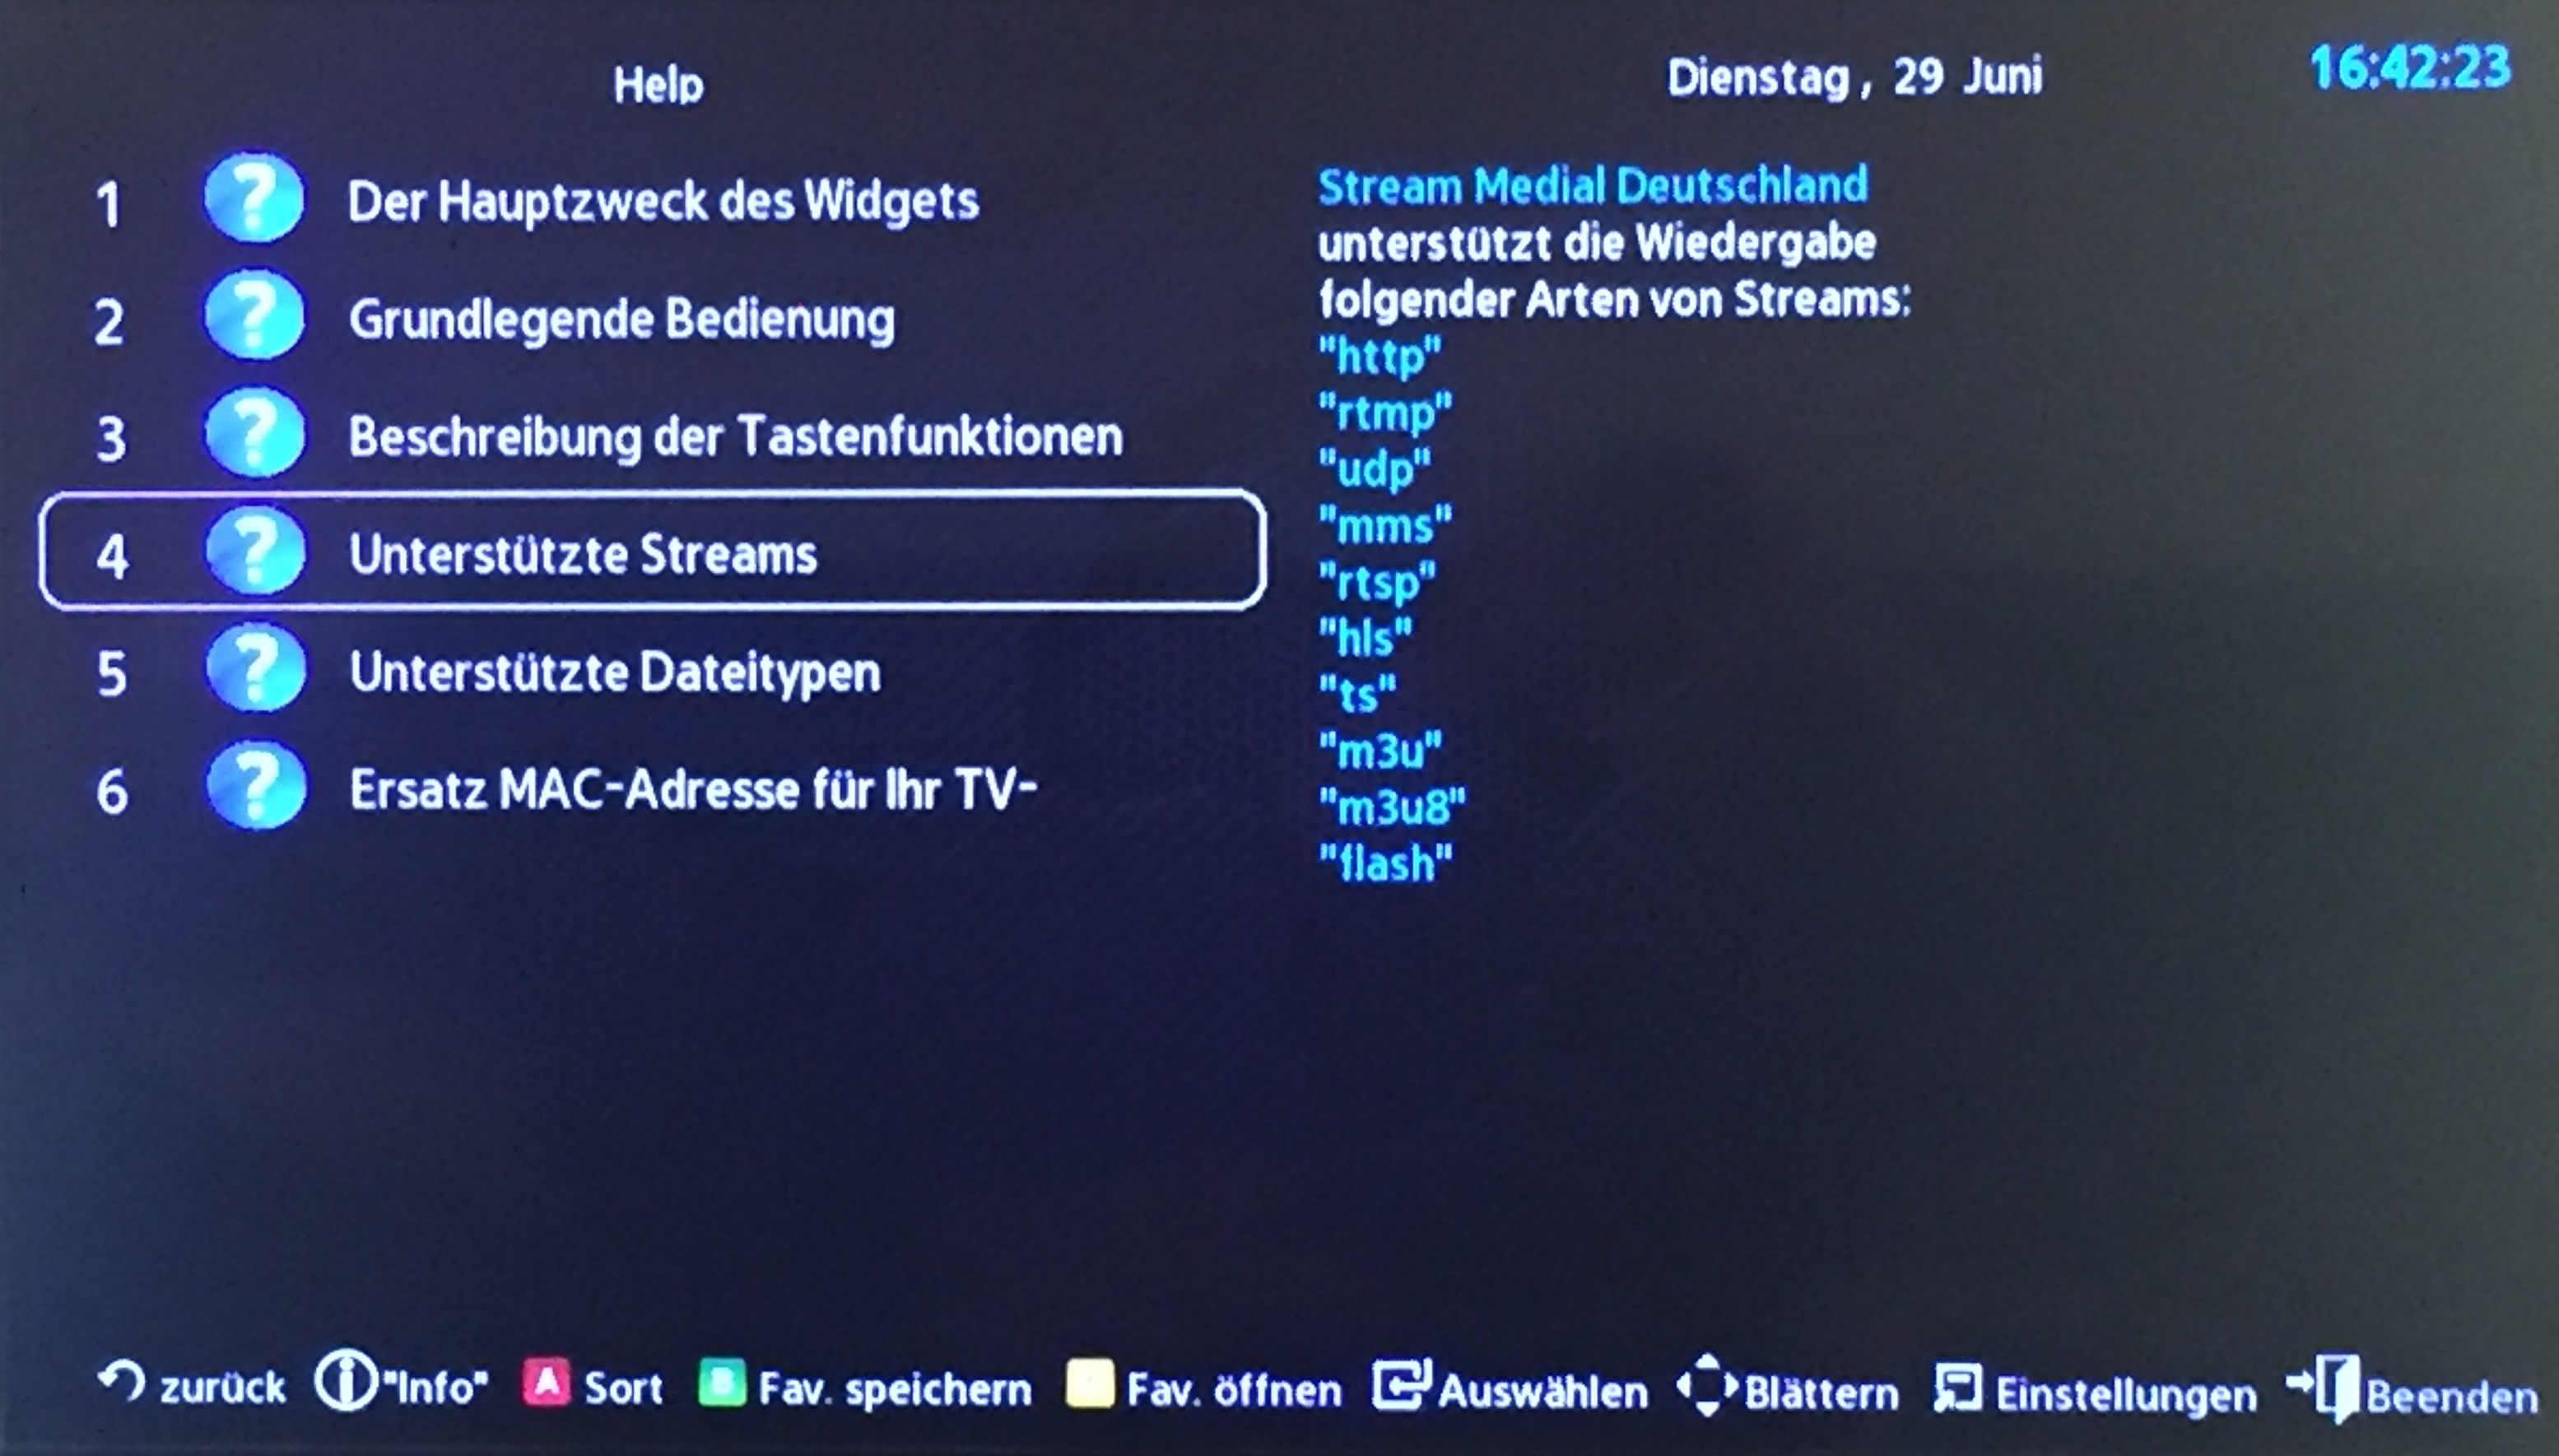 Help
Dienstag, 29 Juni
16:42:23
1 ? Der Hauptzweck des Widgets
2 ? Grundlegende Bedienung
3 ? Beschreibung der Tastenfunktionen
4 ? Unterstützte Streams
5 ? Unterstützte Dateitypen
6 ? Ersatz MAC-Adresse für Ihr TV-
Stream Medial Deutschland
unterstützt die Wiedergabe
folgender Arten von Streams:
"http"
"rtmp"
"udp"
"mms"
"rtsp"
"hls"
"ts"
"m3u"
"m3u8"
"flash"
zurück i "Info" A Sort B Fav. speichern Fav. öffnen Auswählen Blättern Einstellungen Beenden